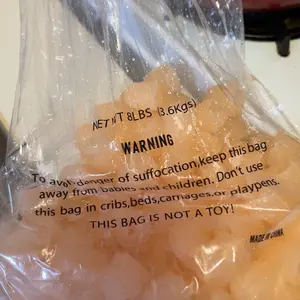 NET WT 8LBS (3.6Kgs)
WARNING
To avoid danger of suffocation,keep this bag
away from babies and children. Don't use
this bag in cribs,beds,carriages,or playpens.
THIS BAG IS NOT A TOY!
MADE IN CHINA